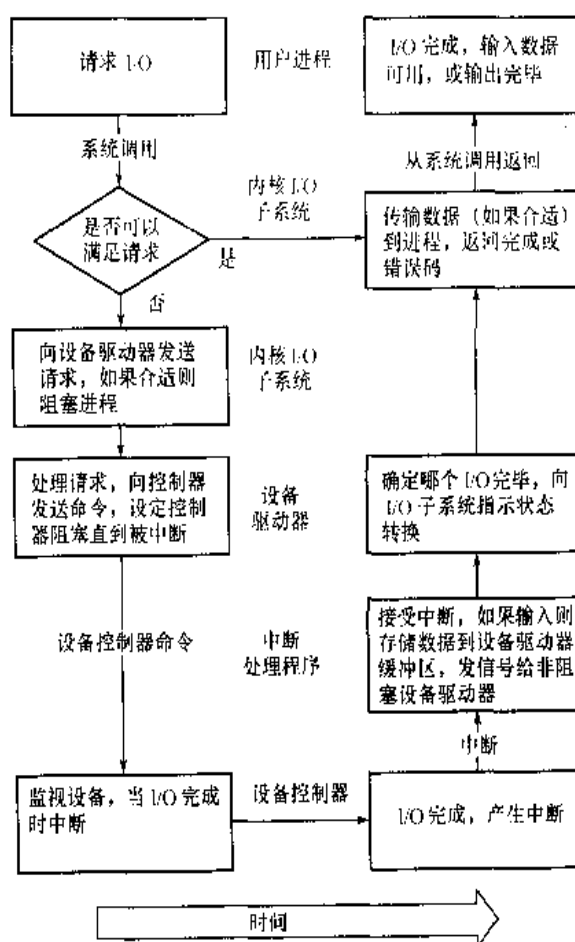 请求 I/O
用户进程
I/O 完成，输入数据
可用，或输出完毕
系统调用
从系统调用返回
内核 I/O
子系统
是否可以
满足请求
是
传输数据（如果合适）
到进程，返回完成或
错误码
否
向设备驱动器发送
请求，如果合适则
阻塞进程
内核 I/O
子系统
处理请求，向控制器
发送命令，设定控制
器阻塞直到被中断
设备
驱动器
确定哪个 I/O 完毕，向
I/O 子系统指示状态
转换
设备控制器命令
中断
处理程序
接受中断，如果输入则
存储数据到设备驱动器
缓冲区，发信号给非阻
塞设备驱动器
中断
监视设备，当 I/O 完成
时中断
设备控制器
I/O 完成，产生中断
时间